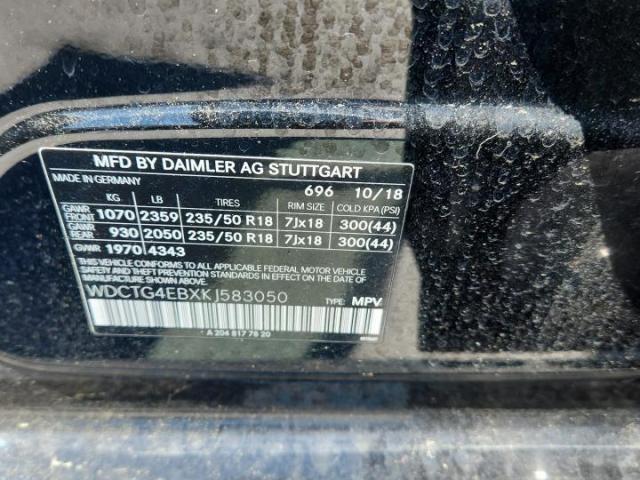 MFD BY DAIMLER AG STUTTGART
MADE IN GERMANY 696 10/18
KG LB TIRES RIM SIZE COLD KPA (PSI)
GAWR FRONT 1070 2359 235/50 R18 7Jx18 300(44)
GAWR REAR 930 2050 235/50 R18 7Jx18 300(44)
GWR 1970 4343
THIS VEHICLE CONFORMS TO ALL APPLICABLE FEDERAL MOTOR VEHICLE
SAFETY, BUMPER, AND THEFT PREVENTION STANDARDS IN EFFECT ON THE DATE OF
MANUFACTURE SHOWN ABOVE.
WDCTG4EBXKJ583050 TYPE: MPV
A 204 817 78 20